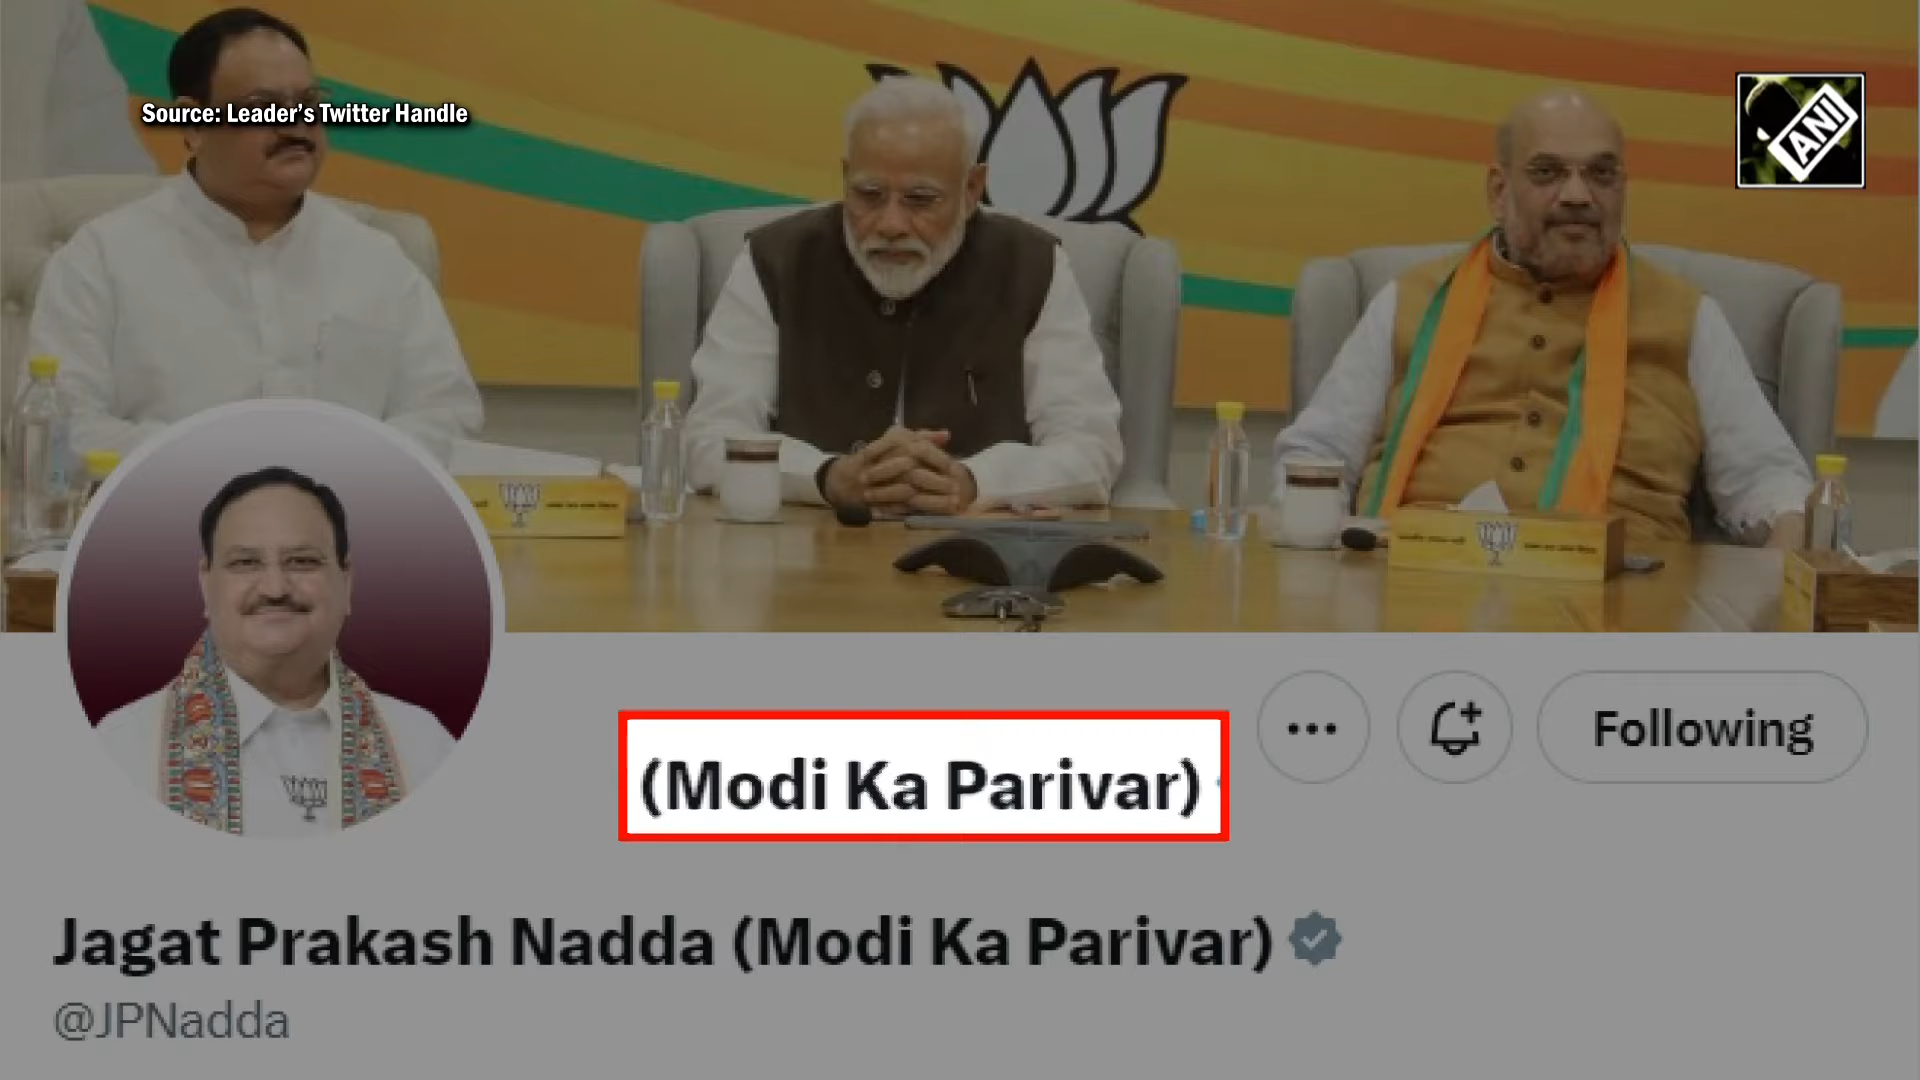 Source: Leader's Twitter Handle
ANI
(Modi Ka Parivar)
Following
Jagat Prakash Nadda (Modi Ka Parivar)
@JPNadda